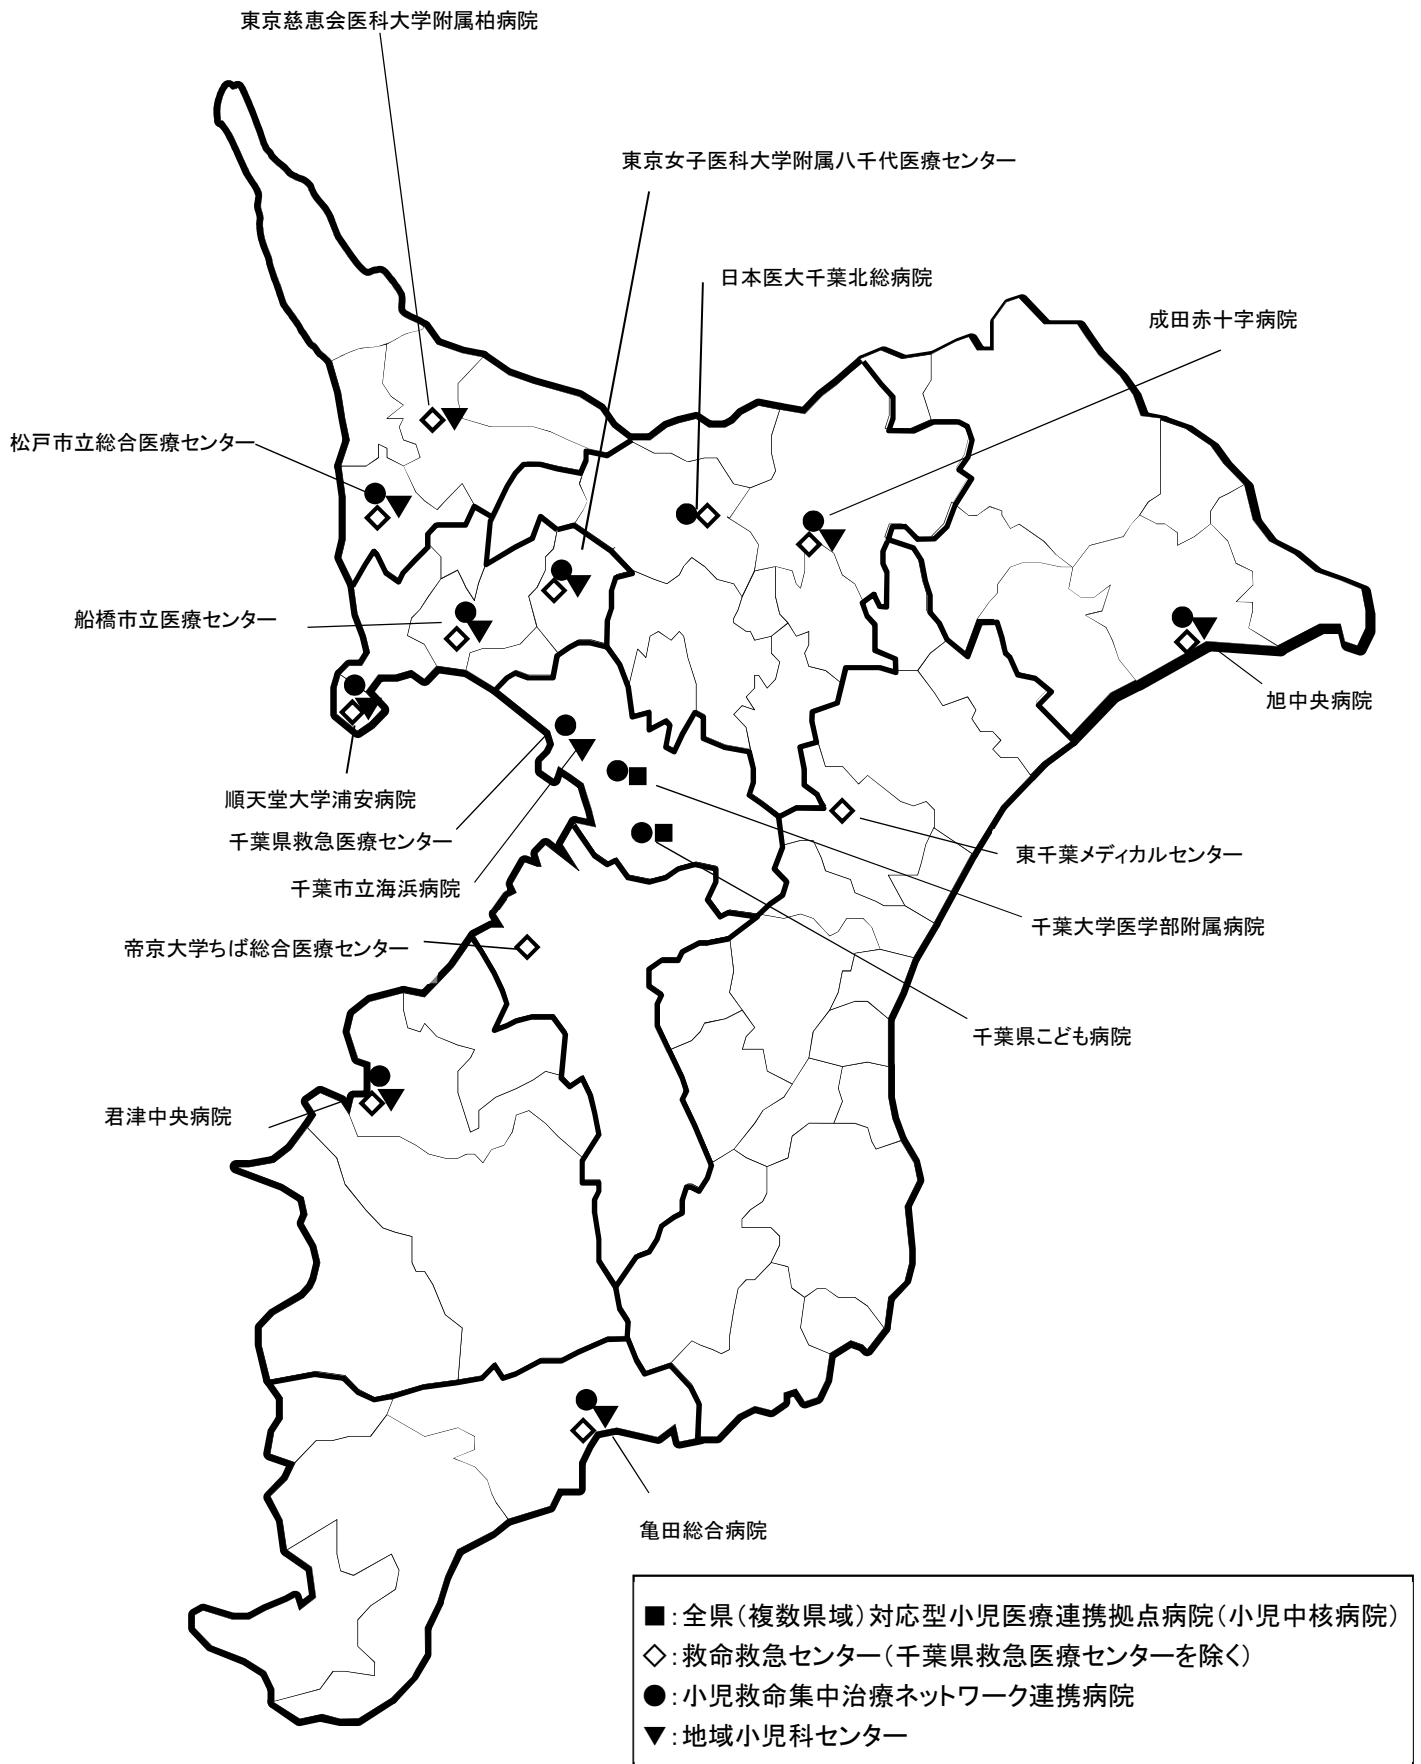 東京慈恵会医科大学附属柏病院
東京女子医科大学附属八千代医療センター
日本医大千葉北総病院
成田赤十字病院
松戸市立総合医療センター
船橋市立医療センター
旭中央病院
順天堂大学浦安病院
千葉県救急医療センター
東千葉メディカルセンター
千葉市立海浜病院
千葉大学医学部附属病院
帝京大学ちば総合医療センター
千葉県こども病院
君津中央病院
亀田総合病院
■:全県(複数県域)対応型小児医療連携拠点病院(小児中核病院)
◇:救命救急センター(千葉県救急医療センターを除く)
●:小児救命集中治療ネットワーク連携病院
▼:地域小児科センター